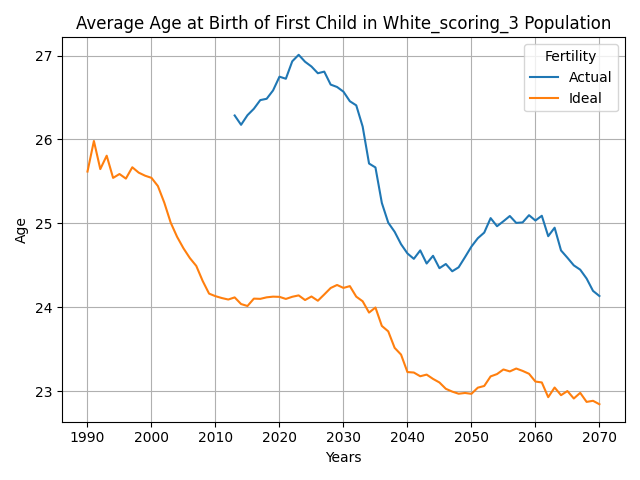 Average Age at Birth of First Child in White_scoring_3 Population
Fertility
Actual
Ideal
27
26
25
24
23
Age
1990 2000 2010 2020 2030 2040 2050 2060 2070
Years